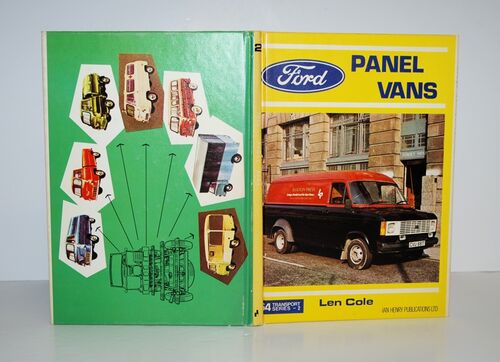 2
Ford
PANEL
VANS
Len Cole
TRANSPORT
SERIES - 2
IAN HENRY PUBLICATIONS LTD